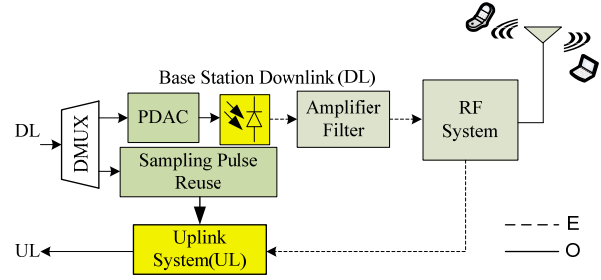 Base Station Downlink (DL)
DL
DMUX
PDAC
Amplifier
Filter
RF
System
Sampling Pulse
Reuse
Uplink
System(UL)
UL
E
O